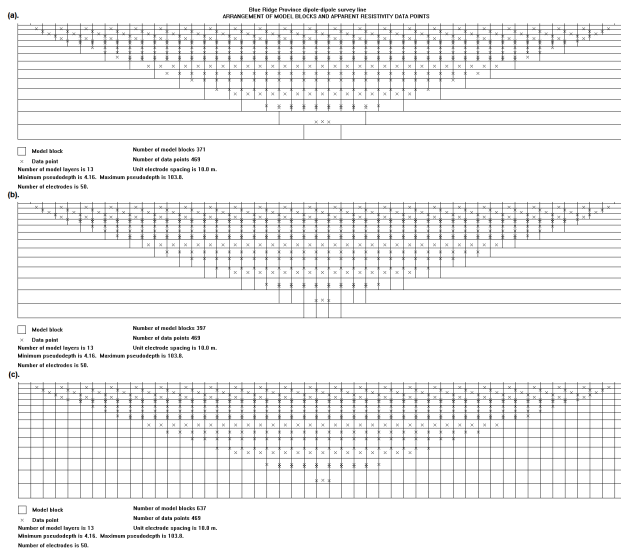 Blue Ridge Province dipole-dipole survey line
(a). ARRANGEMENT OF MODEL BLOCKS AND APPARENT RESISTIVITY DATA POINTS
Model block Number of model blocks 371
× Data point Number of data points 469
Number of model layers is 13 Unit electrode spacing is 10.0 m.
Minimum pseudodepth is 4.16. Maximum pseudodepth is 103.8.
Number of electrodes is 50.
(b).
Model block Number of model blocks 397
× Data point Number of data points 469
Number of model layers is 13 Unit electrode spacing is 10.0 m.
Minimum pseudodepth is 4.16. Maximum pseudodepth is 103.8.
Number of electrodes is 50.
(c).
Model block Number of model blocks 637
× Data point Number of data points 469
Number of model layers is 13 Unit electrode spacing is 10.0 m.
Minimum pseudodepth is 4.16. Maximum pseudodepth is 103.8.
Number of electrodes is 50.